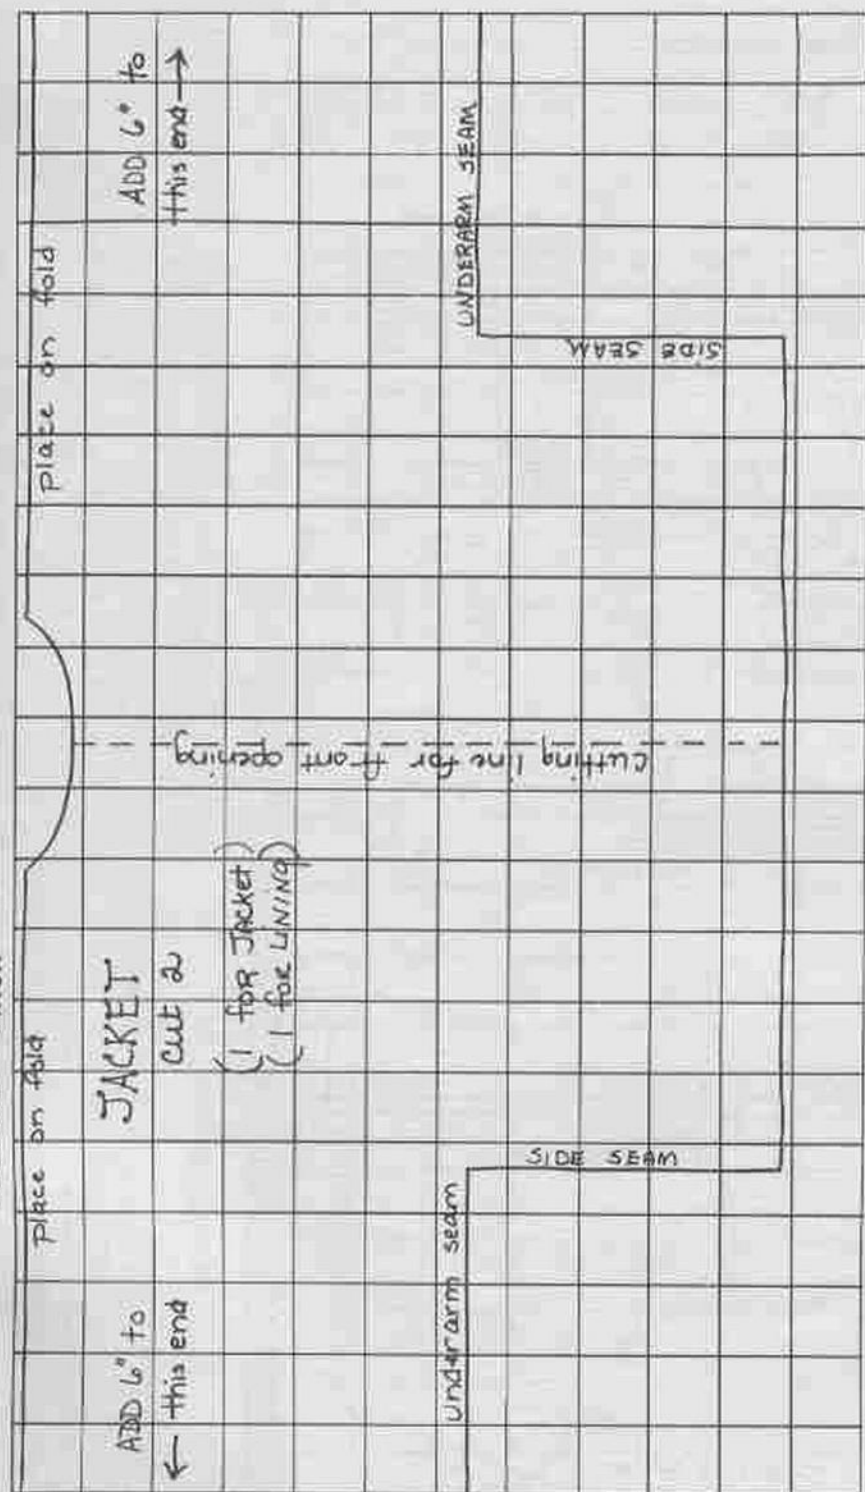 place on fold
place on fold
ADD 6" to
← this end
JACKET
cut 2
(1 FOR JACKET)
(1 FOR LINING)
ADD 6" to
this end →
cutting line for front opening
underarm seam
SIDE SEAM
UNDERARM SEAM
SIDE SEAM